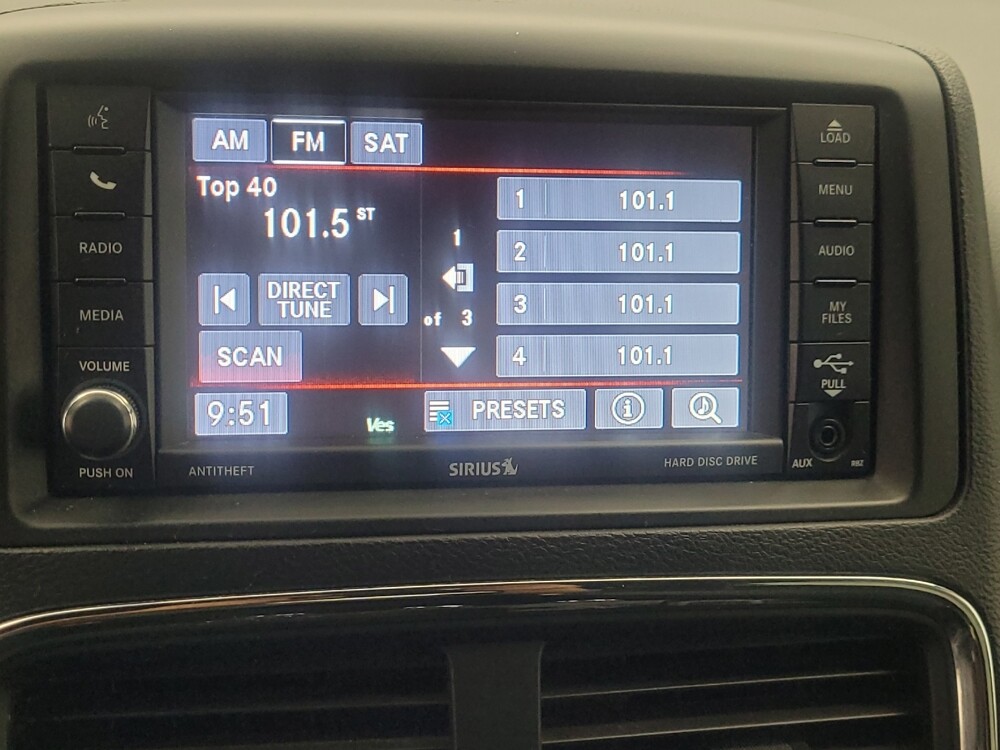 AM FM SAT
Top 40
101.5 ST
DIRECT
TUNE
SCAN
1
of 3
1 101.1
2 101.1
3 101.1
4 101.1
9:51
Ves
PRESETS
RADIO
MEDIA
VOLUME
PUSH ON
ANTITHEFT
SIRIUS
HARD DISC DRIVE
LOAD
MENU
AUDIO
MY
FILES
PULL
AUX
RBZ